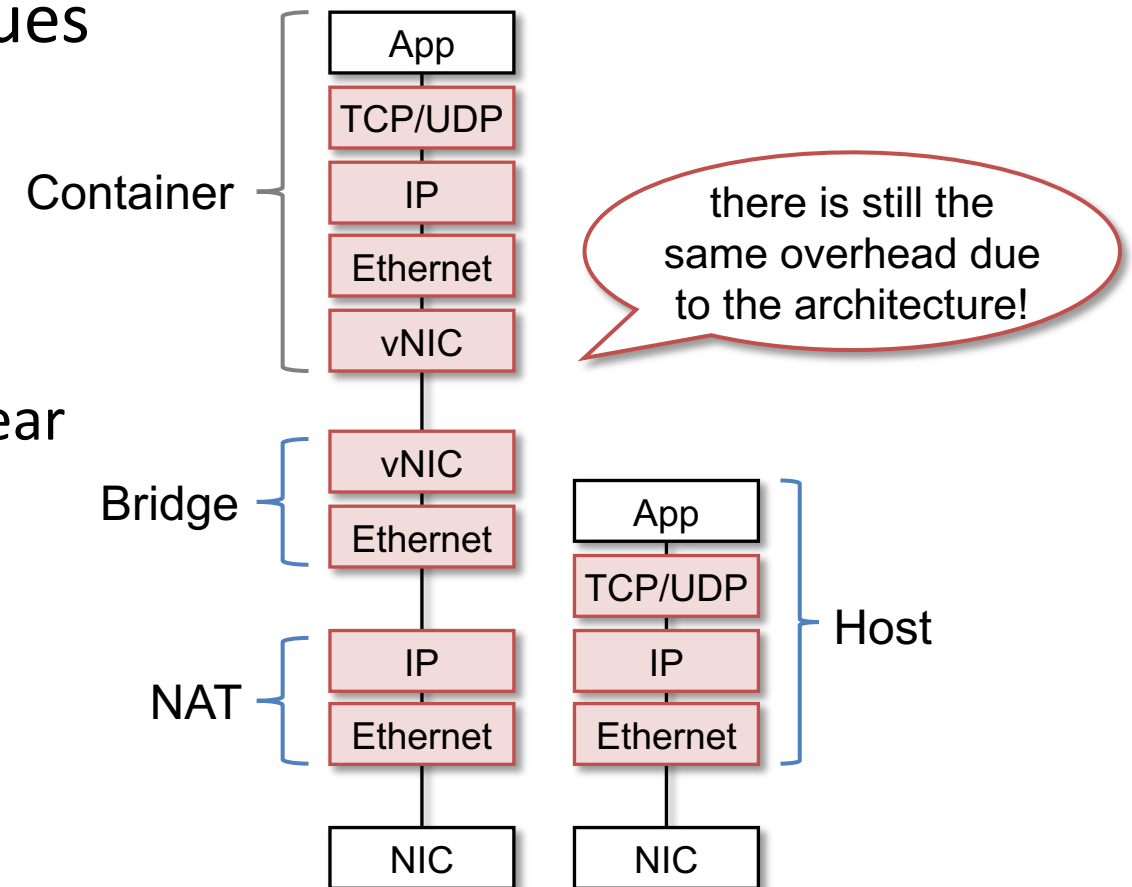 ues
App
TCP/UDP
Container
IP
Ethernet
vNIC
there is still the
same overhead due
to the architecture!
ear
Bridge
vNIC
Ethernet
NAT
IP
Ethernet
NIC
App
TCP/UDP
IP
Ethernet
Host
NIC